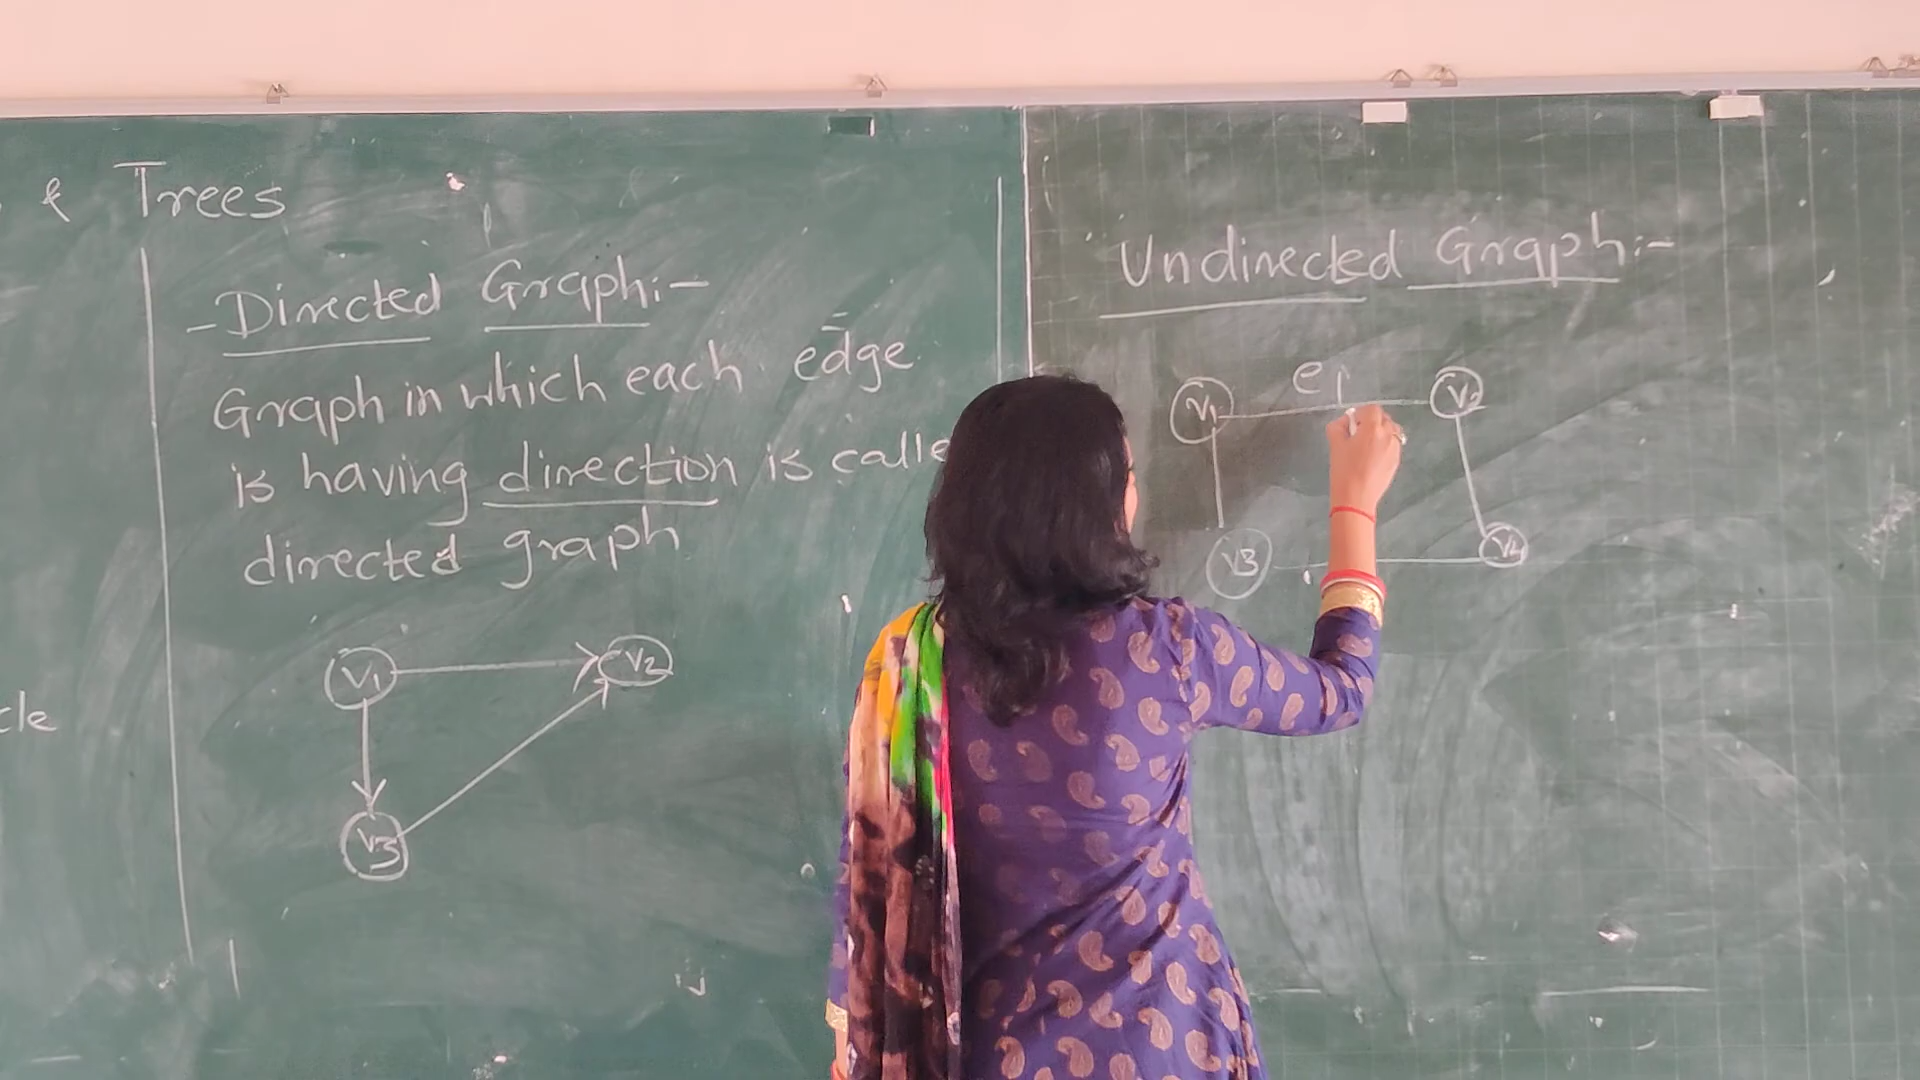 & Trees
- Directed Graph:-
Graph in which each edge
is having direction is calle
directed graph
V1
V2
V3
cle
Undirected Graph:-
e1
V1
V2
V3
V4